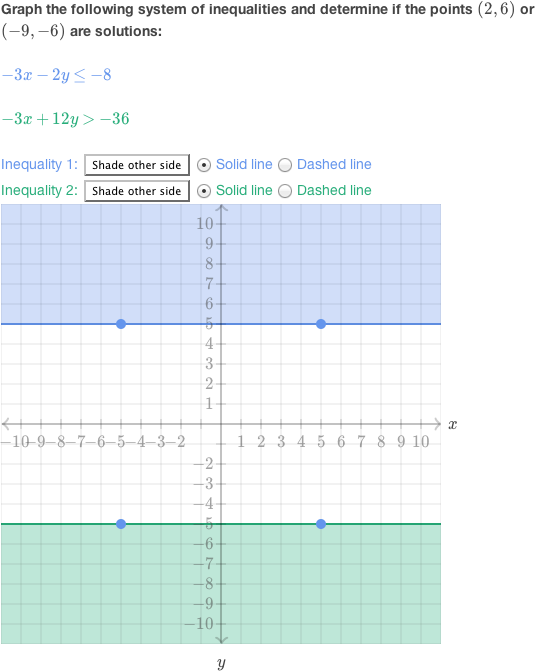 Graph the following system of inequalities and determine if the points (2, 6) or
(−9, −6) are solutions:
−3x − 2y ≤ −8
−3x + 12y > −36
Inequality 1: Shade other side Solid line Dashed line
Inequality 2: Shade other side Solid line Dashed line
10
9
8
7
6
5
4
3
2
1
−10 −9 −8 −7 −6 −5 −4 −3 −2 1 2 3 4 5 6 7 8 9 10 x
−2
−3
−4
−5
−6
−7
−8
−9
−10
y